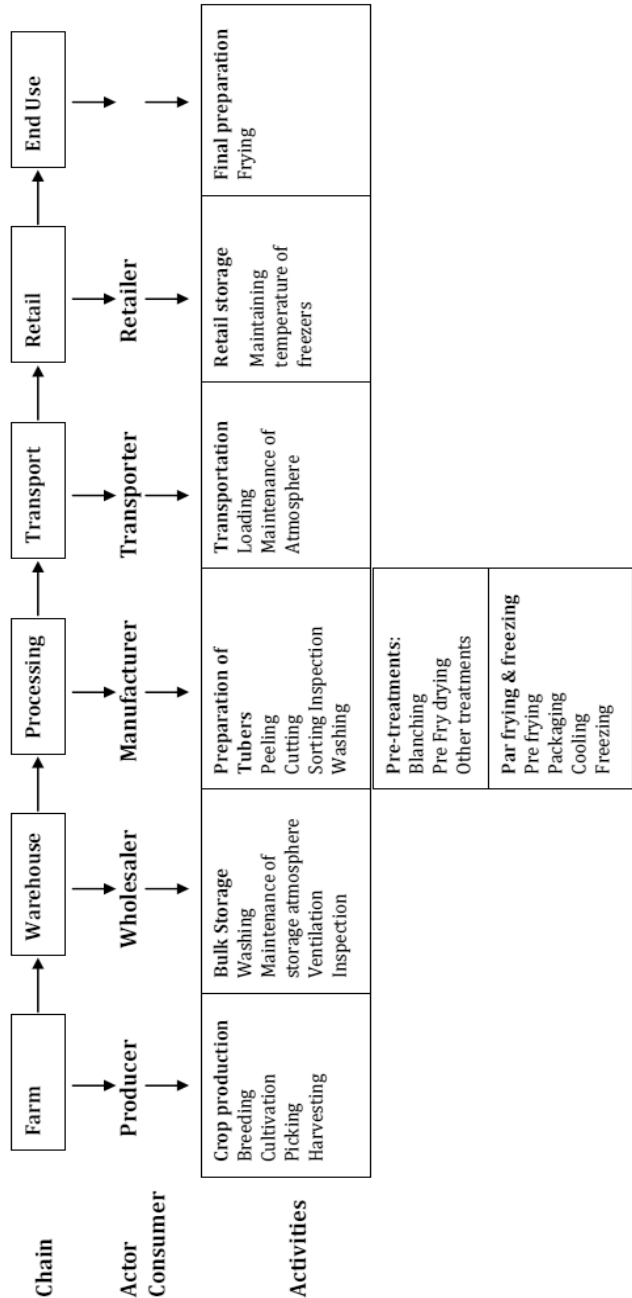 Chain
Farm
Warehouse
Processing
Transport
Retail
End Use
Actor
Consumer
Producer
Wholesaler
Manufacturer
Transporter
Retailer
Activities
Crop production
Breeding
Cultivation
Picking
Harvesting
Bulk Storage
Washing
Maintenance of
storage atmosphere
Ventilation
Inspection
Preparation of
Tubers
Peeling
Cutting
Sorting Inspection
Washing
Transportation
Loading
Maintenance of
Atmosphere
Retail storage
Maintaining
temperature of
freezers
Final preparation
Frying
Pre-treatments:
Blanching
Pre Fry drying
Other treatments
Par frying & freezing
Pre frying
Packaging
Cooling
Freezing